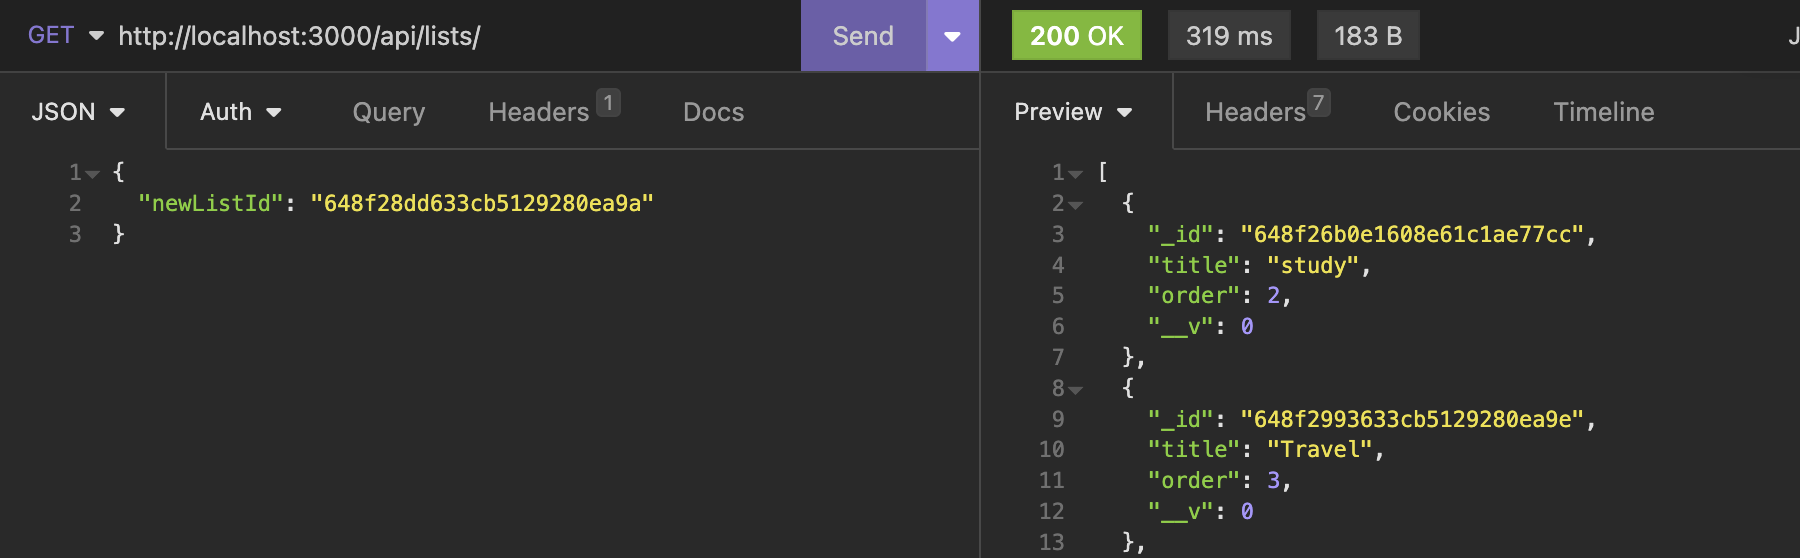 GET http://localhost:3000/api/lists/ Send 200 OK 319 ms 183 B J
JSON Auth Query Headers 1 Docs Preview Headers 7 Cookies Timeline
1 {
2 "newListId": "648f28dd633cb5129280ea9a"
3 }
1 [
2 {
3 "_id": "648f26b0e1608e61c1ae77cc",
4 "title": "study",
5 "order": 2,
6 "__v": 0
7 },
8 {
9 "_id": "648f2993633cb5129280ea9e",
10 "title": "Travel",
11 "order": 3,
12 "__v": 0
13 },